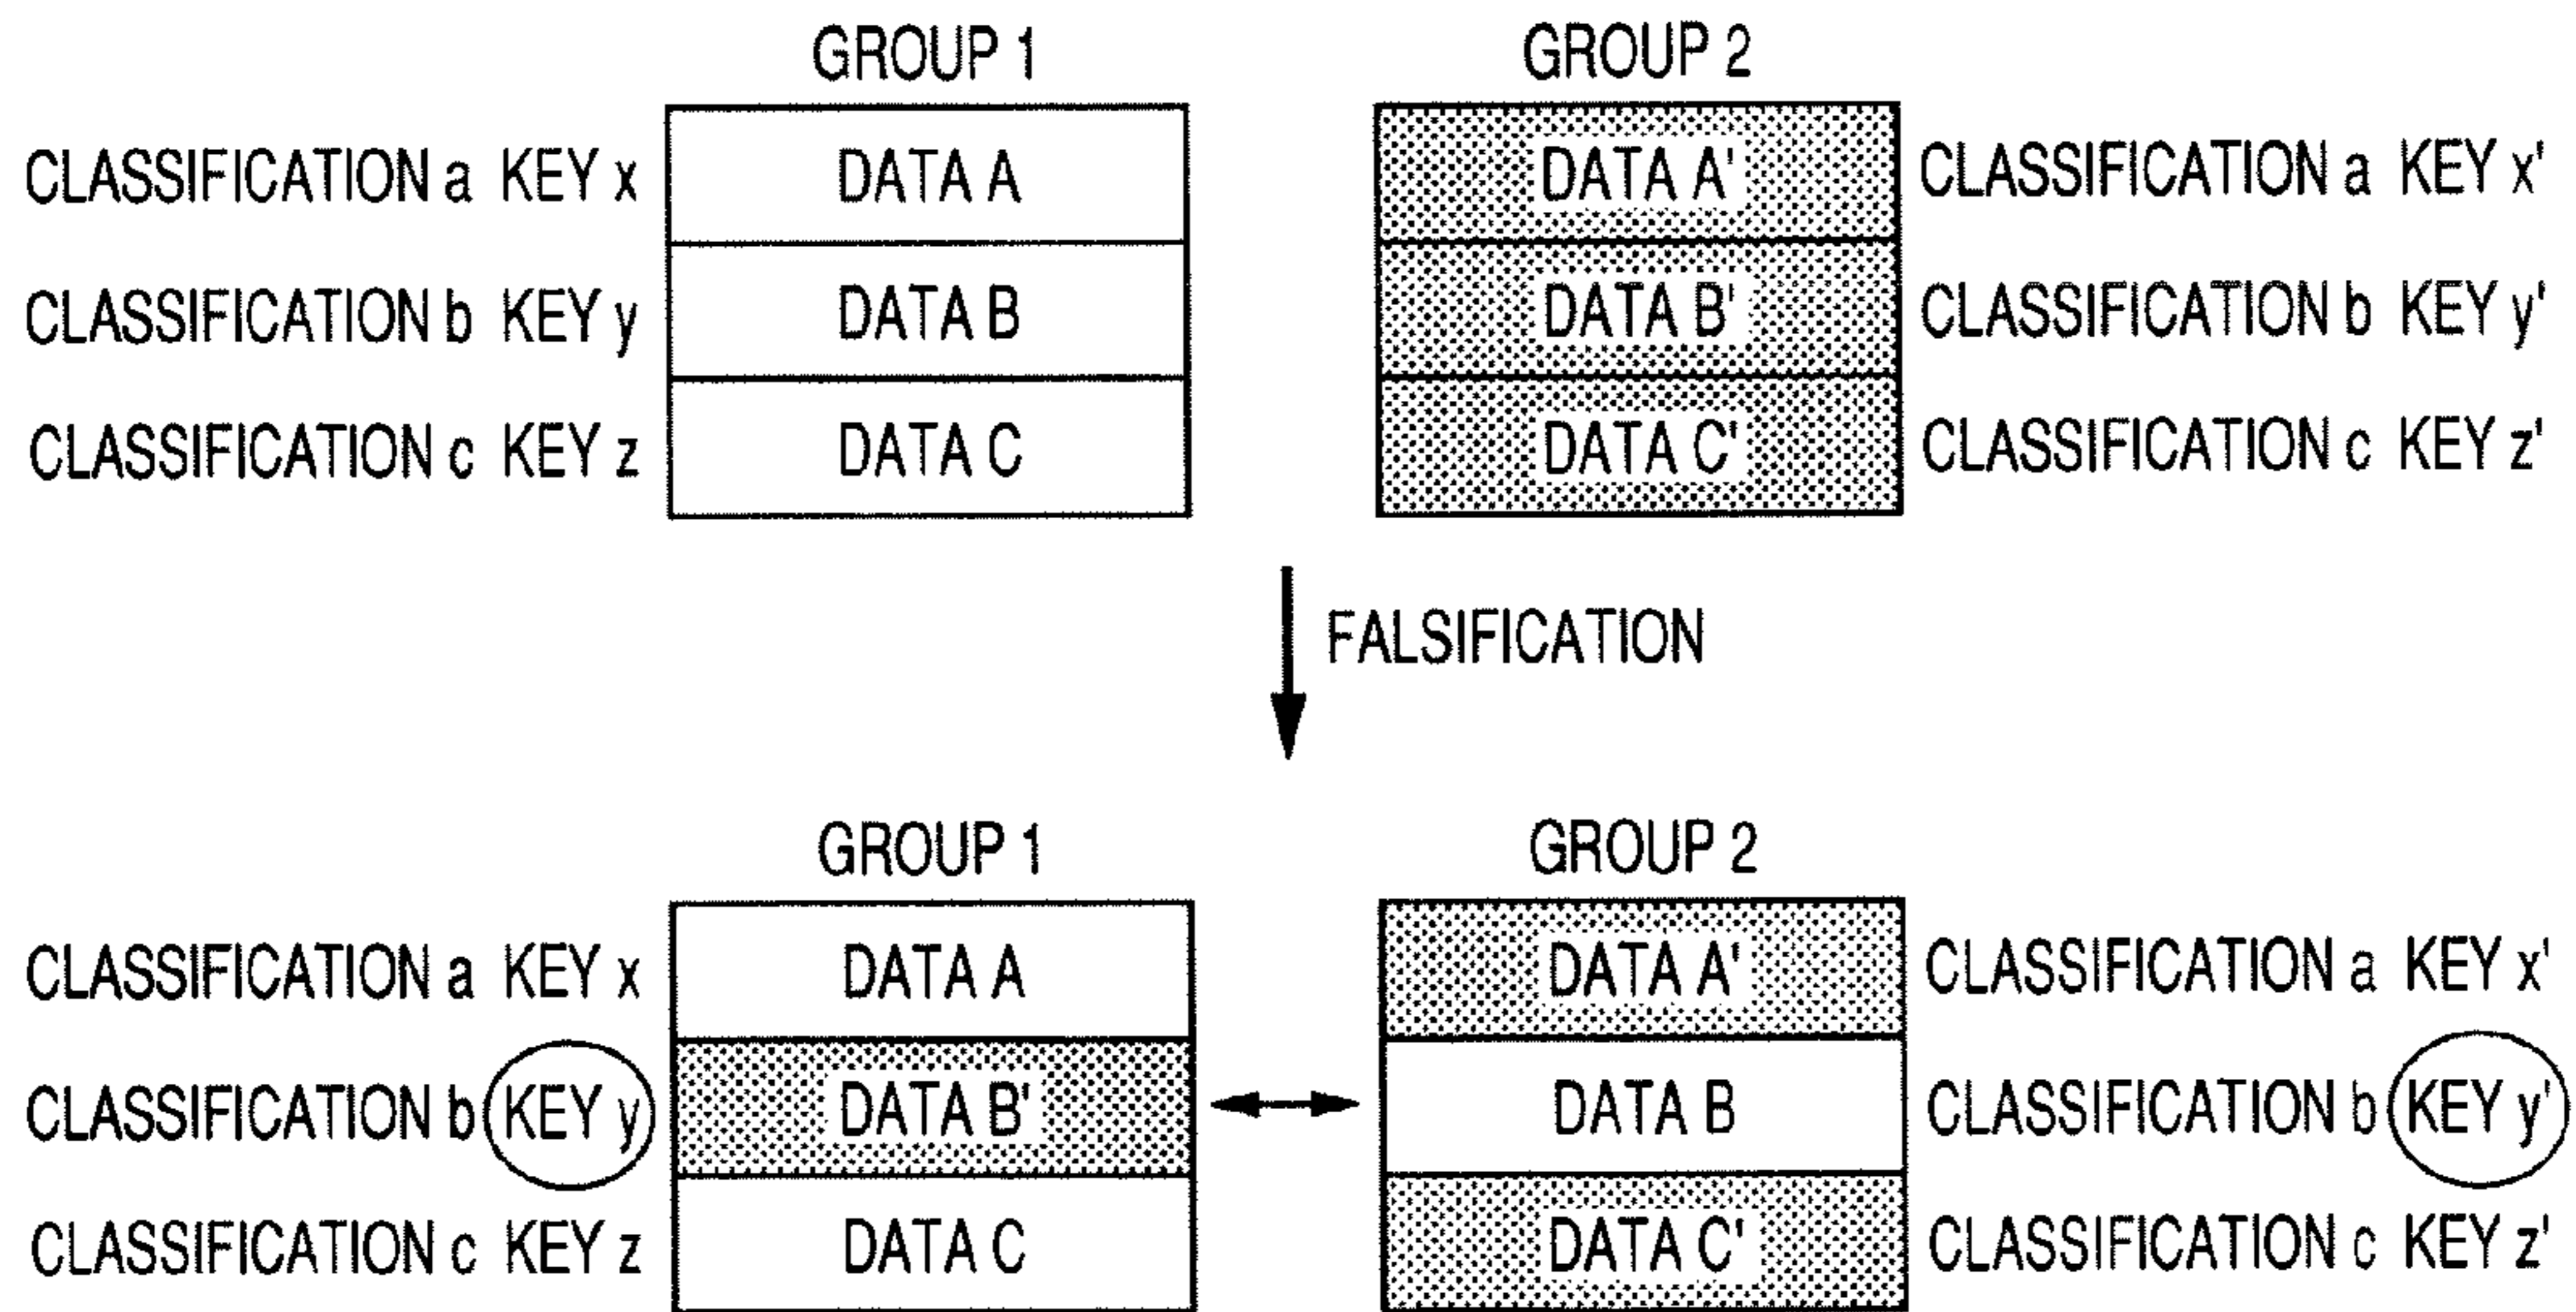 GROUP 1 GROUP 2
CLASSIFICATION a KEY x DATA A DATA A' CLASSIFICATION a KEY x'
CLASSIFICATION b KEY y DATA B DATA B' CLASSIFICATION b KEY y'
CLASSIFICATION c KEY z DATA C DATA C' CLASSIFICATION c KEY z'
FALSIFICATION
GROUP 1 GROUP 2
CLASSIFICATION a KEY x DATA A DATA A' CLASSIFICATION a KEY x'
CLASSIFICATION b KEY y DATA B' DATA B CLASSIFICATION b KEY y'
CLASSIFICATION c KEY z DATA C DATA C' CLASSIFICATION c KEY z'